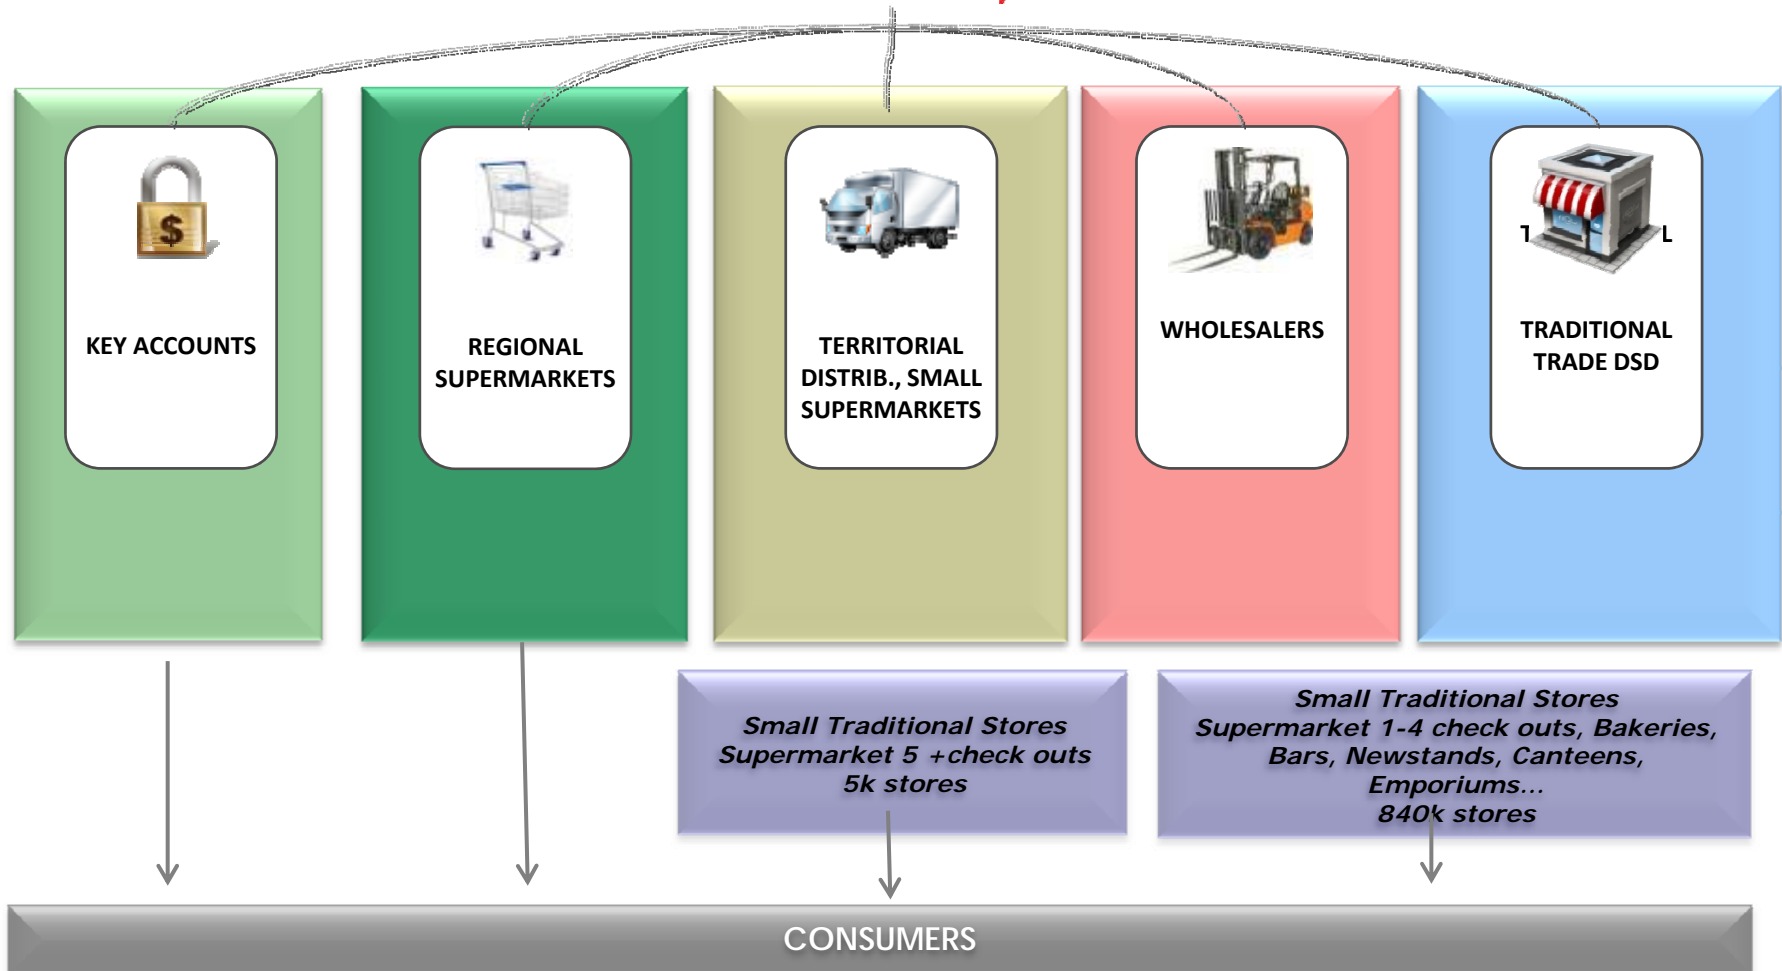 $
KEY ACCOUNTS
REGIONAL
SUPERMARKETS
TERRITORIAL
DISTRIB., SMALL
SUPERMARKETS
WHOLESALERS
T L
TRADITIONAL
TRADE DSD
Small Traditional Stores
Supermarket 5 +check outs
5k stores
Small Traditional Stores
Supermarket 1-4 check outs, Bakeries,
Bars, Newstands, Canteens,
Emporiums...
840k stores
CONSUMERS